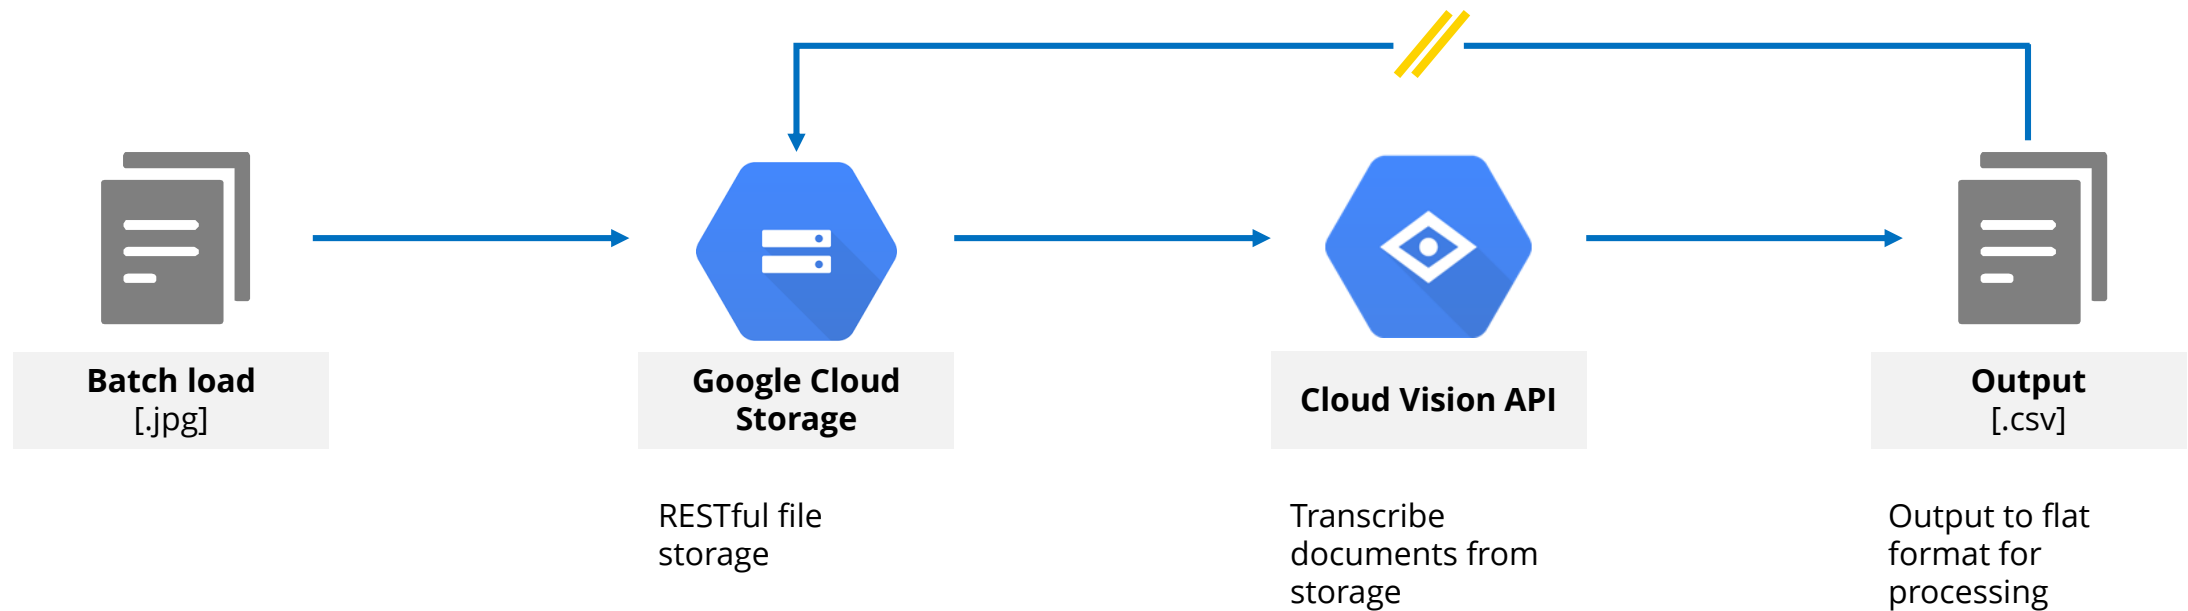 Batch load
[.jpg]
Google Cloud
Storage
Cloud Vision API
Output
[.csv]
RESTful file
storage
Transcribe
documents from
storage
Output to flat
format for
processing